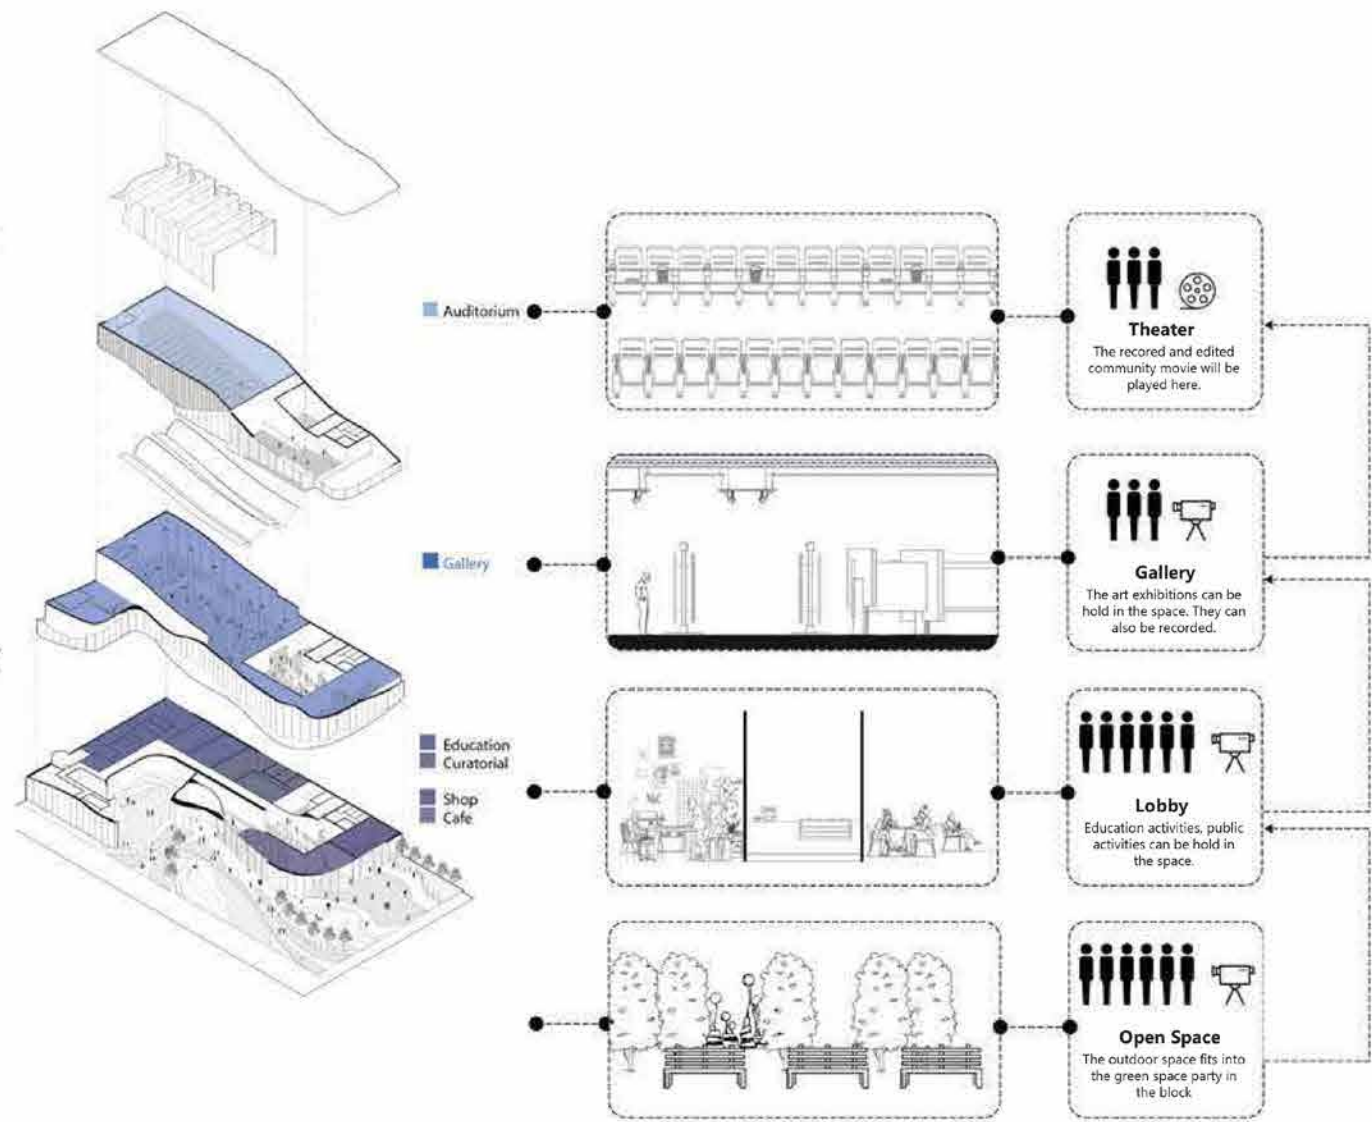 Auditorium
Theater
The recored and edited
community movie will be
played here.
Gallery
Gallery
The art exhibitions can be
hold in the space. They can
also be recorded.
Education
Curatorial
Shop
Cafe
Lobby
Education activities, public
activities can be hold in
the space.
Open Space
The outdoor space fits into
the green space party in
the block